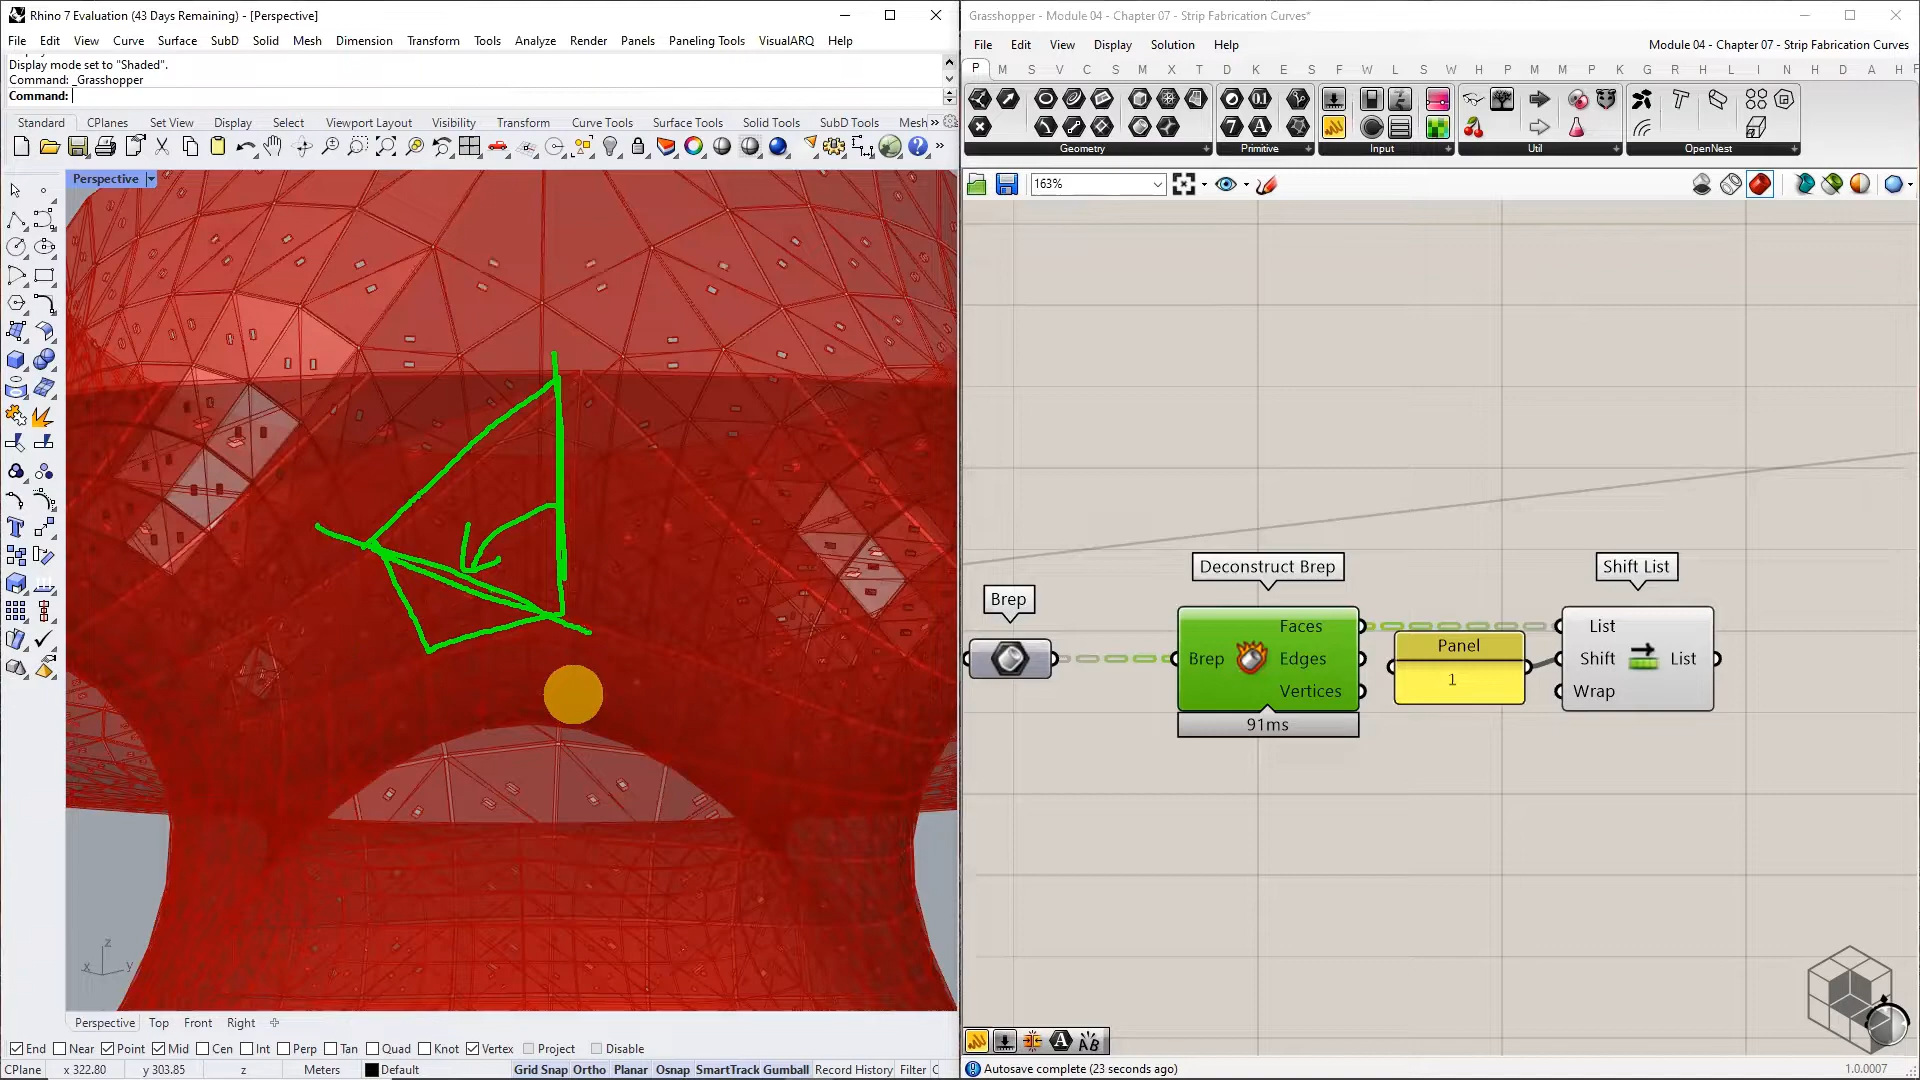 Rhino 7 Evaluation (43 Days Remaining) - [Perspective]
File Edit View Curve Surface SubD Solid Mesh Dimension Transform Tools Analyze Render Panels Paneling Tools VisualARQ Help
Display mode set to "Shaded".
Command: _Grasshopper
Command:
Standard CPlanes Set View Display Select Viewport Layout Visibility Transform Curve Tools Surface Tools Solid Tools SubD Tools Mesh »
Perspective
z
x y
Perspective Top Front Right
End Near Point Mid Cen Int Perp Tan Quad Knot Vertex Project Disable
CPlane x 322.80 y 303.85 z Meters Default Grid Snap Ortho Planar Osnap SmartTrack Gumball Record History Filter C
Grasshopper - Module 04 - Chapter 07 - Strip Fabrication Curves*
File Edit View Display Solution Help Module 04 - Chapter 07 - Strip Fabrication Curves
P M S V C S M X T D K E S F W L S W H P M M P K G R H L I N H D A H F
Geometry Primitive Input Util OpenNest
163%
Brep
Deconstruct Brep
Brep Faces Edges Vertices
91ms
Panel
1
Shift List
List Shift Wrap List
Autosave complete (23 seconds ago) 1.0.0007